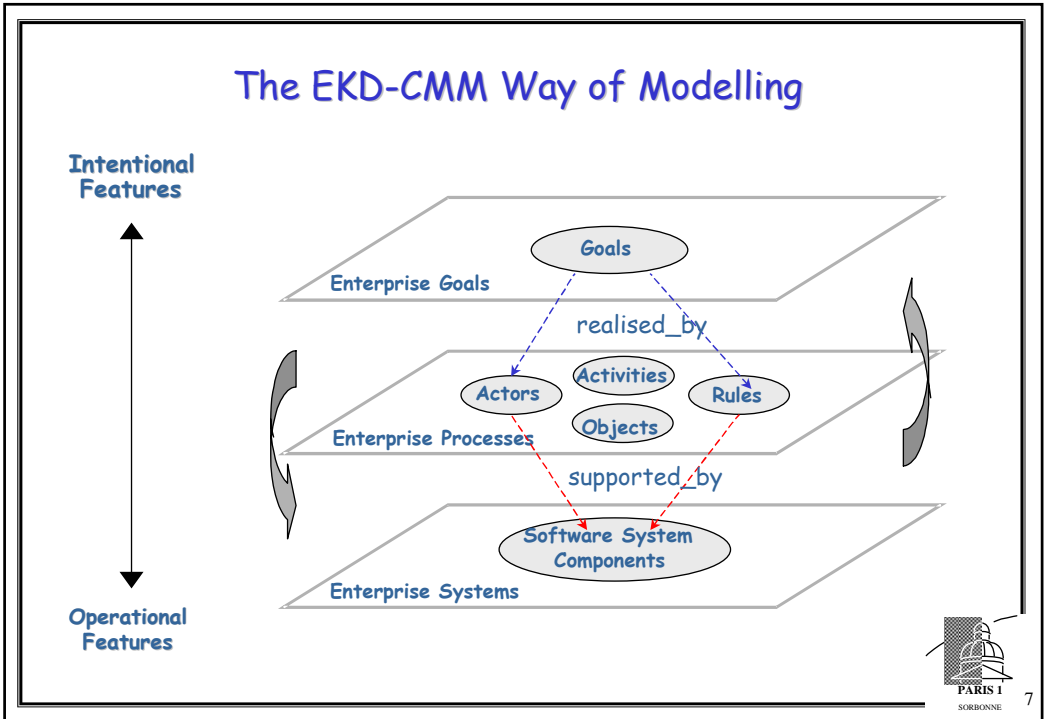 The EKD-CMM Way of Modelling
Intentional
Features
Goals
Enterprise Goals
realised_by
Activities
Actors
Rules
Objects
Enterprise Processes
supported_by
Software System
Components
Enterprise Systems
Operational
Features
PARIS 1
SORBONNE
7